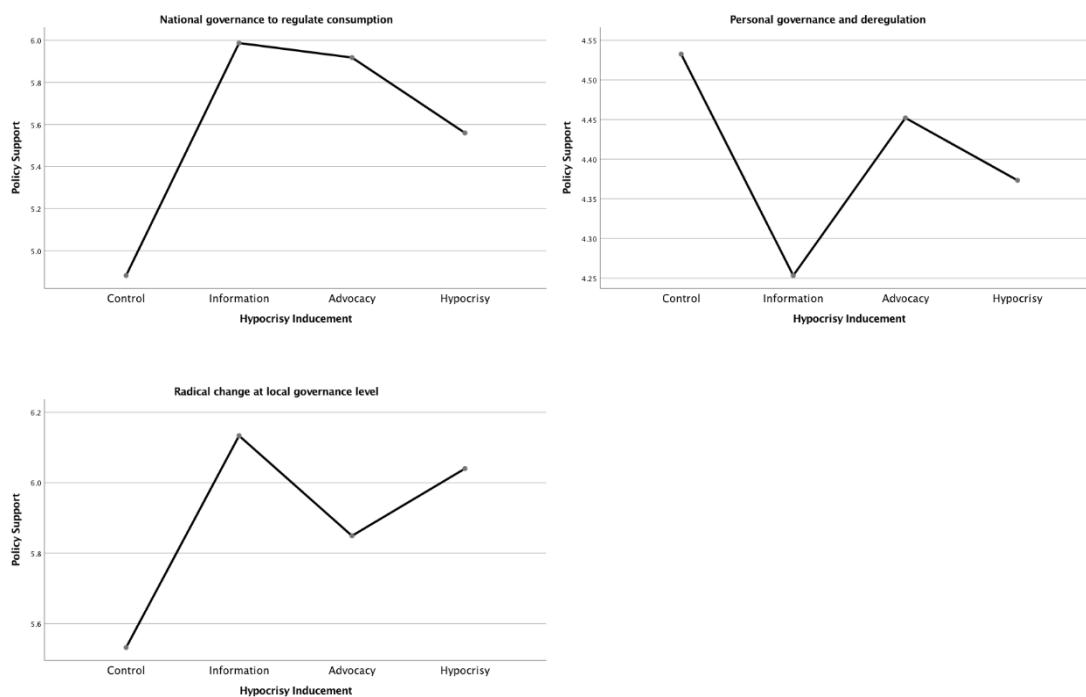 National governance to regulate consumption
6.0
5.8
5.6
5.4
5.2
5.0
Policy Support
Control Information Advocacy Hypocrisy
Hypocrisy Inducement
Personal governance and deregulation
4.55
4.50
4.45
4.40
4.35
4.30
4.25
Policy Support
Control Information Advocacy Hypocrisy
Hypocrisy Inducement
Radical change at local governance level
6.2
6.0
5.8
5.6
Policy Support
Control Information Advocacy Hypocrisy
Hypocrisy Inducement